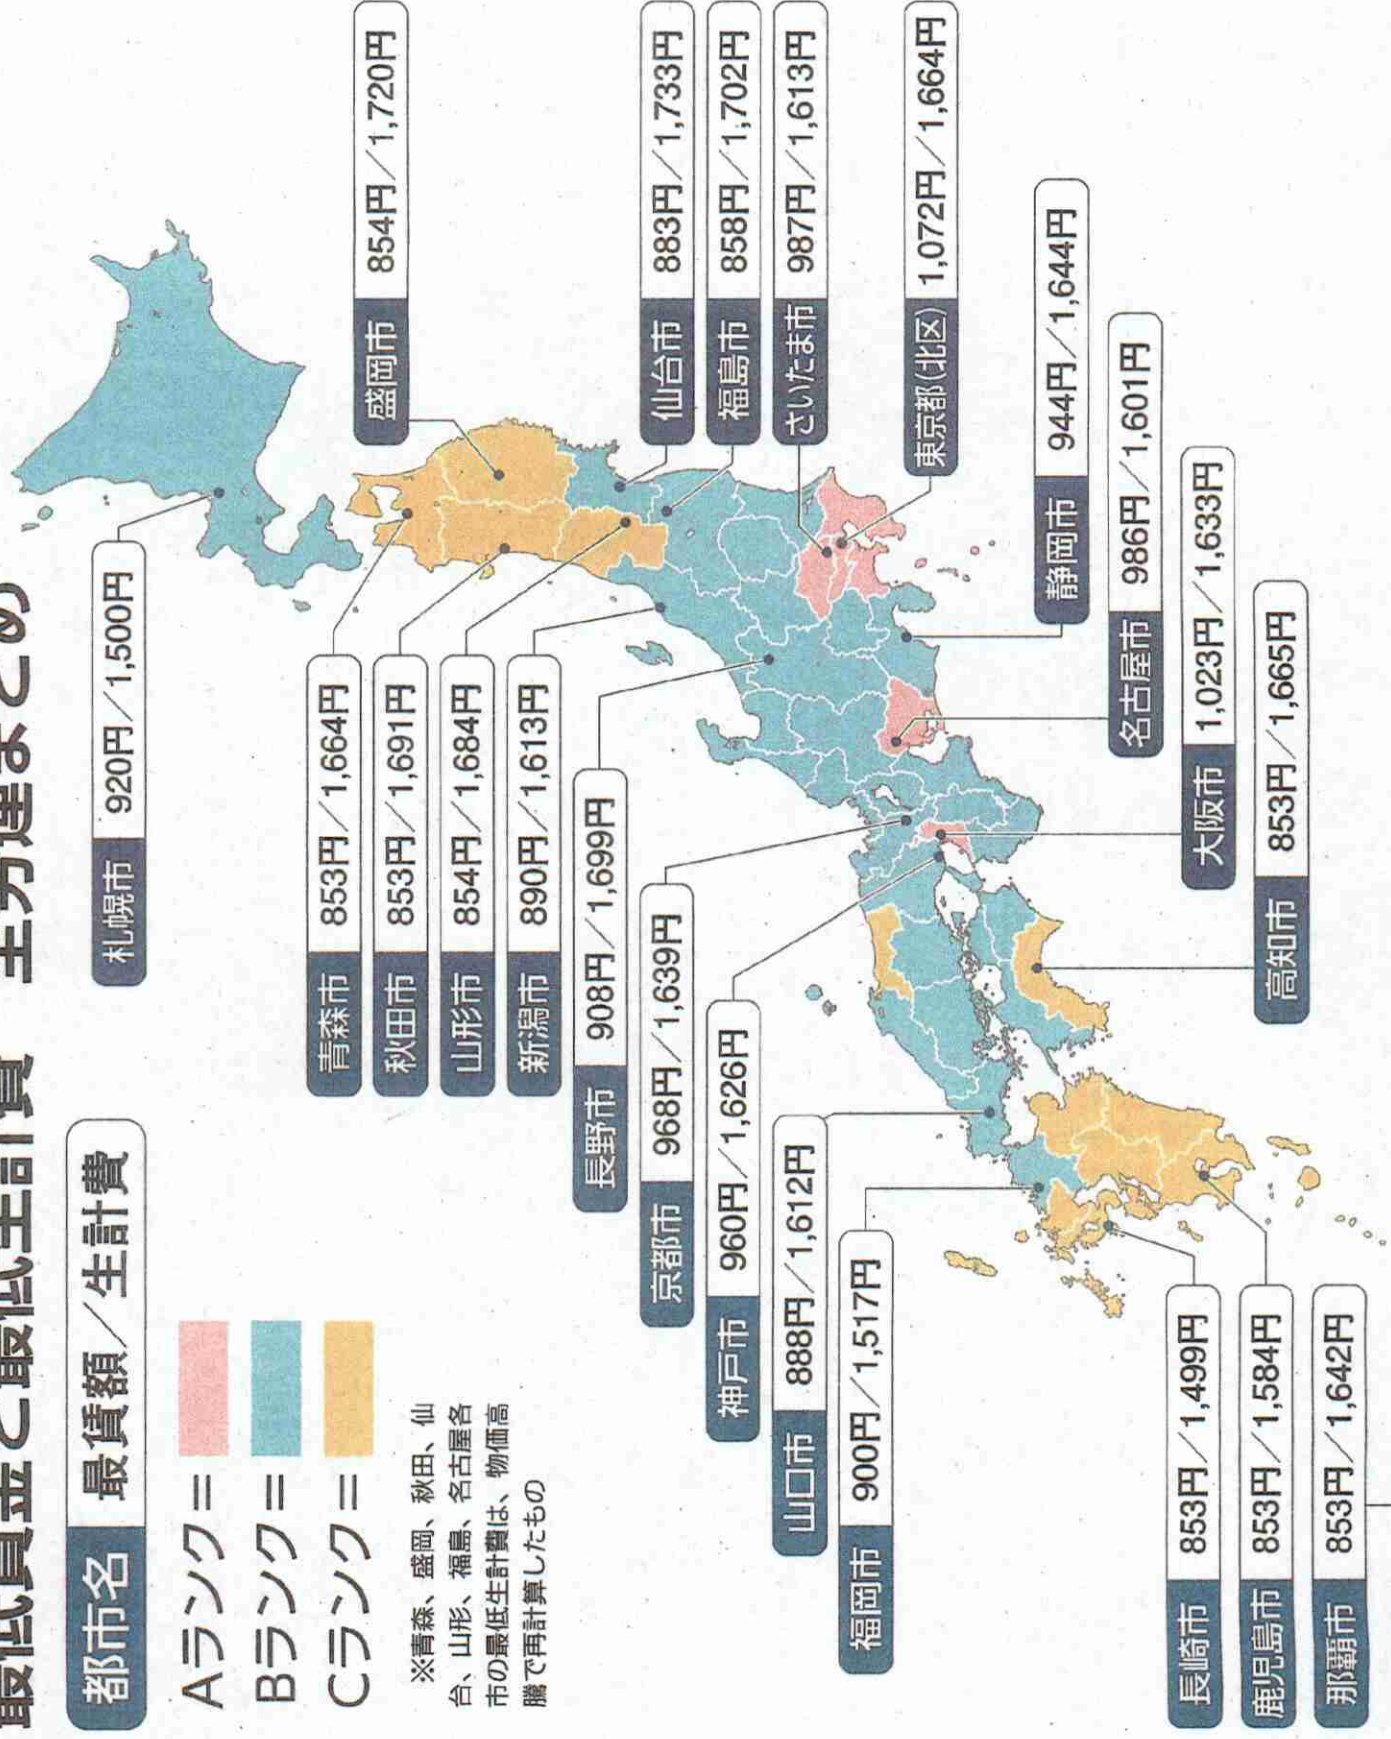 最低賃金と最低生計費 全労連まとめ
都市名 最賃額／生計費
Aランク＝
Bランク＝
Cランク＝
※青森、盛岡、秋田、仙
台、山形、福島、名古屋各
市の最低生計費は、物価高
騰で再計算したもの
札幌市 920円／1,500円
青森市 853円／1,664円
秋田市 853円／1,691円
山形市 854円／1,684円
新潟市 890円／1,613円
長野市 908円／1,699円
京都市 968円／1,639円
神戸市 960円／1,626円
山口市 888円／1,612円
福岡市 900円／1,517円
長崎市 853円／1,499円
鹿児島市 853円／1,584円
那覇市 853円／1,642円
盛岡市 854円／1,720円
仙台市 883円／1,733円
福島市 858円／1,702円
さいたま市 987円／1,613円
東京都(北区) 1,072円／1,664円
静岡市 944円／1,644円
名古屋市 986円／1,601円
大阪市 1,023円／1,633円
高知市 853円／1,665円